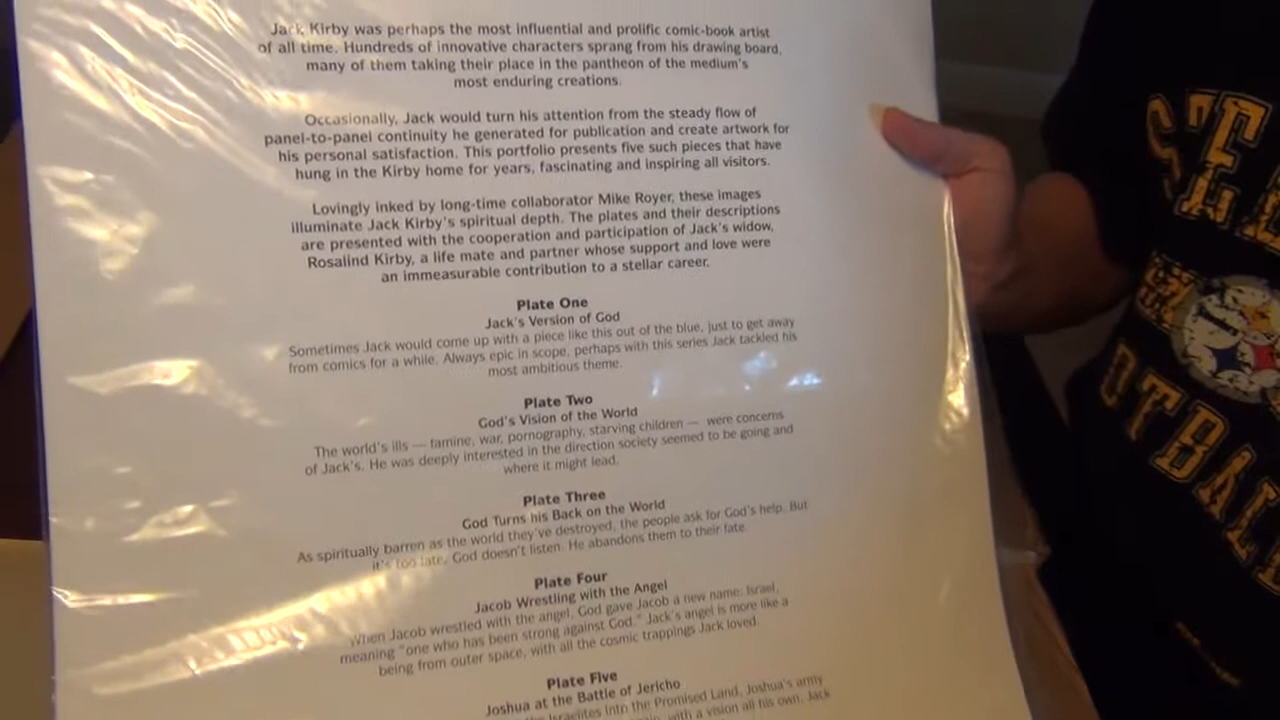 Jack Kirby was perhaps the most influential and prolific comic-book artist
of all time. Hundreds of innovative characters sprang from his drawing board,
many of them taking their place in the pantheon of the medium's
most enduring creations.
Occasionally, Jack would turn his attention from the steady flow of
panel-to-panel continuity he generated for publication and create artwork for
his personal satisfaction. This portfolio presents five such pieces that have
hung in the Kirby home for years, fascinating and inspiring all visitors.
Lovingly inked by long-time collaborator Mike Royer, these images
illuminate Jack Kirby's spiritual depth. The plates and their descriptions
are presented with the cooperation and participation of Jack's widow,
Rosalind Kirby, a life mate and partner whose support and love were
an immeasurable contribution to a stellar career.
Plate One
Jack's Version of God
Sometimes Jack would come up with a piece like this out of the blue, just to get away
from comics for a while. Always epic in scope, perhaps with this series Jack tackled his
most ambitious theme.
Plate Two
God's Vision of the World
The world's ills — famine, war, pornography, starving children — were concerns
of Jack's. He was deeply interested in the direction society seemed to be going and
where it might lead.
Plate Three
God Turns his Back on the World
As spiritually barren as the world they've destroyed, the people ask for God's help. But
it's too late. God doesn't listen. He abandons them to their fate.
Plate Four
Jacob Wrestling with the Angel
When Jacob wrestled with the angel, God gave Jacob a new name: Israel,
meaning "one who has been strong against God." Jack's angel is more like a
being from outer space, with all the cosmic trappings Jack loved.
Plate Five
Joshua at the Battle of Jericho
the Israelites into the Promised Land, Joshua's army
with a vision all his own, Jack
STEE
OTBALL